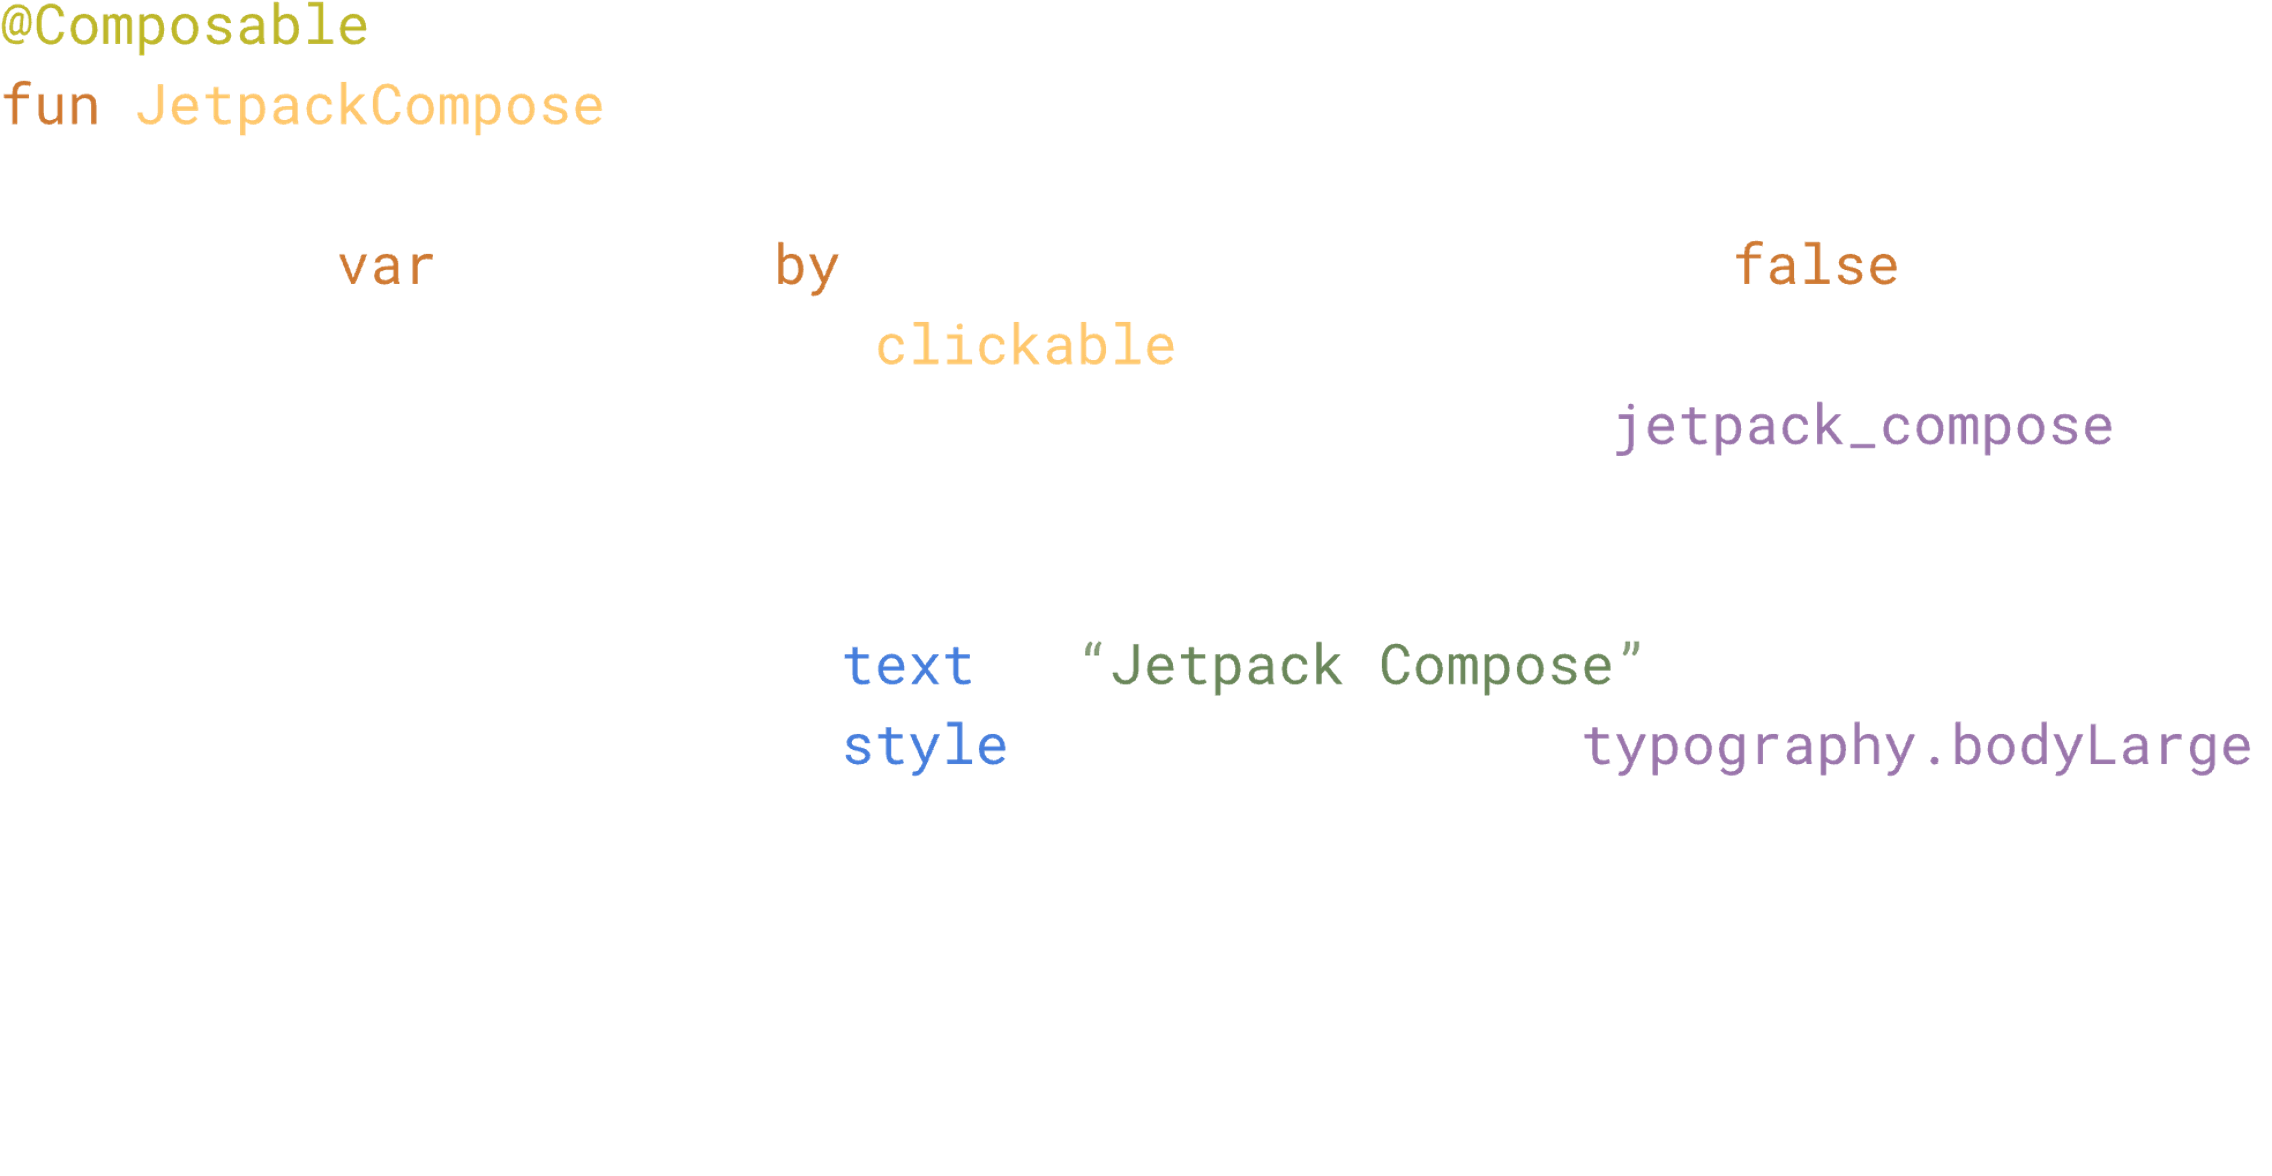 @Composable
fun JetpackCompose
var by false
clickable
jetpack_compose
text “Jetpack Compose”
style typography.bodyLarge